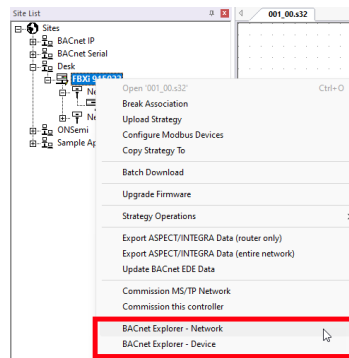 Site List
001_00.s32
Sites
BACnet IP
BACnet Serial
Desk
FBXi
Ne
Ne
ONSemi
Sample Ap
Open '001_00.s32' Ctrl+O
Break Association
Upload Strategy
Configure Modbus Devices
Copy Strategy To
Batch Download
Upgrade Firmware
Strategy Operations
Export ASPECT/INTEGRA Data (router only)
Export ASPECT/INTEGRA Data (entire network)
Update BACnet EDE Data
Commission MS/TP Network
Commission this controller
BACnet Explorer - Network
BACnet Explorer - Device